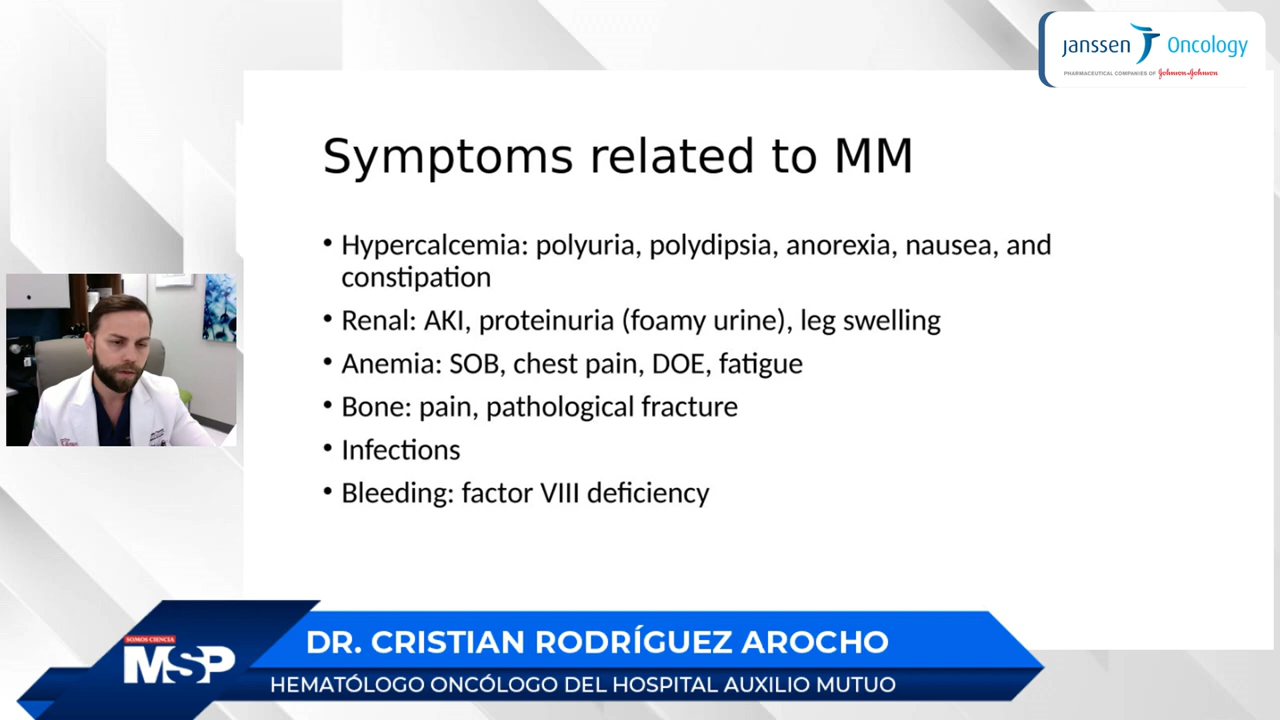 Janssen Oncology
PHARMACEUTICAL COMPANIES OF Johnson & Johnson
Symptoms related to MM
• Hypercalcemia: polyuria, polydipsia, anorexia, nausea, and
constipation
• Renal: AKI, proteinuria (foamy urine), leg swelling
• Anemia: SOB, chest pain, DOE, fatigue
• Bone: pain, pathological fracture
• Infections
• Bleeding: factor VIII deficiency
SOMOS CIENCIA
MSP
DR. CRISTIAN RODRÍGUEZ AROCHO
HEMATÓLOGO ONCÓLOGO DEL HOSPITAL AUXILIO MUTUO